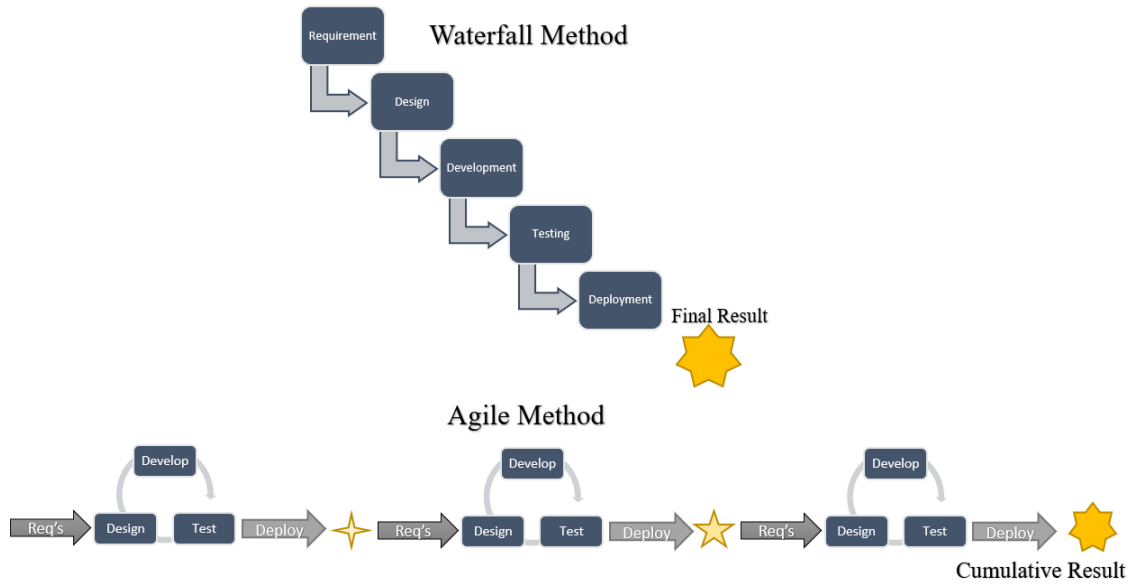 Requirement
Waterfall Method
Design
Development
Testing
Deployment
Final Result
Agile Method
Develop
Develop
Develop
Req's
Design
Test
Deploy
Req's
Design
Test
Deploy
Req's
Design
Test
Deploy
Cumulative Result